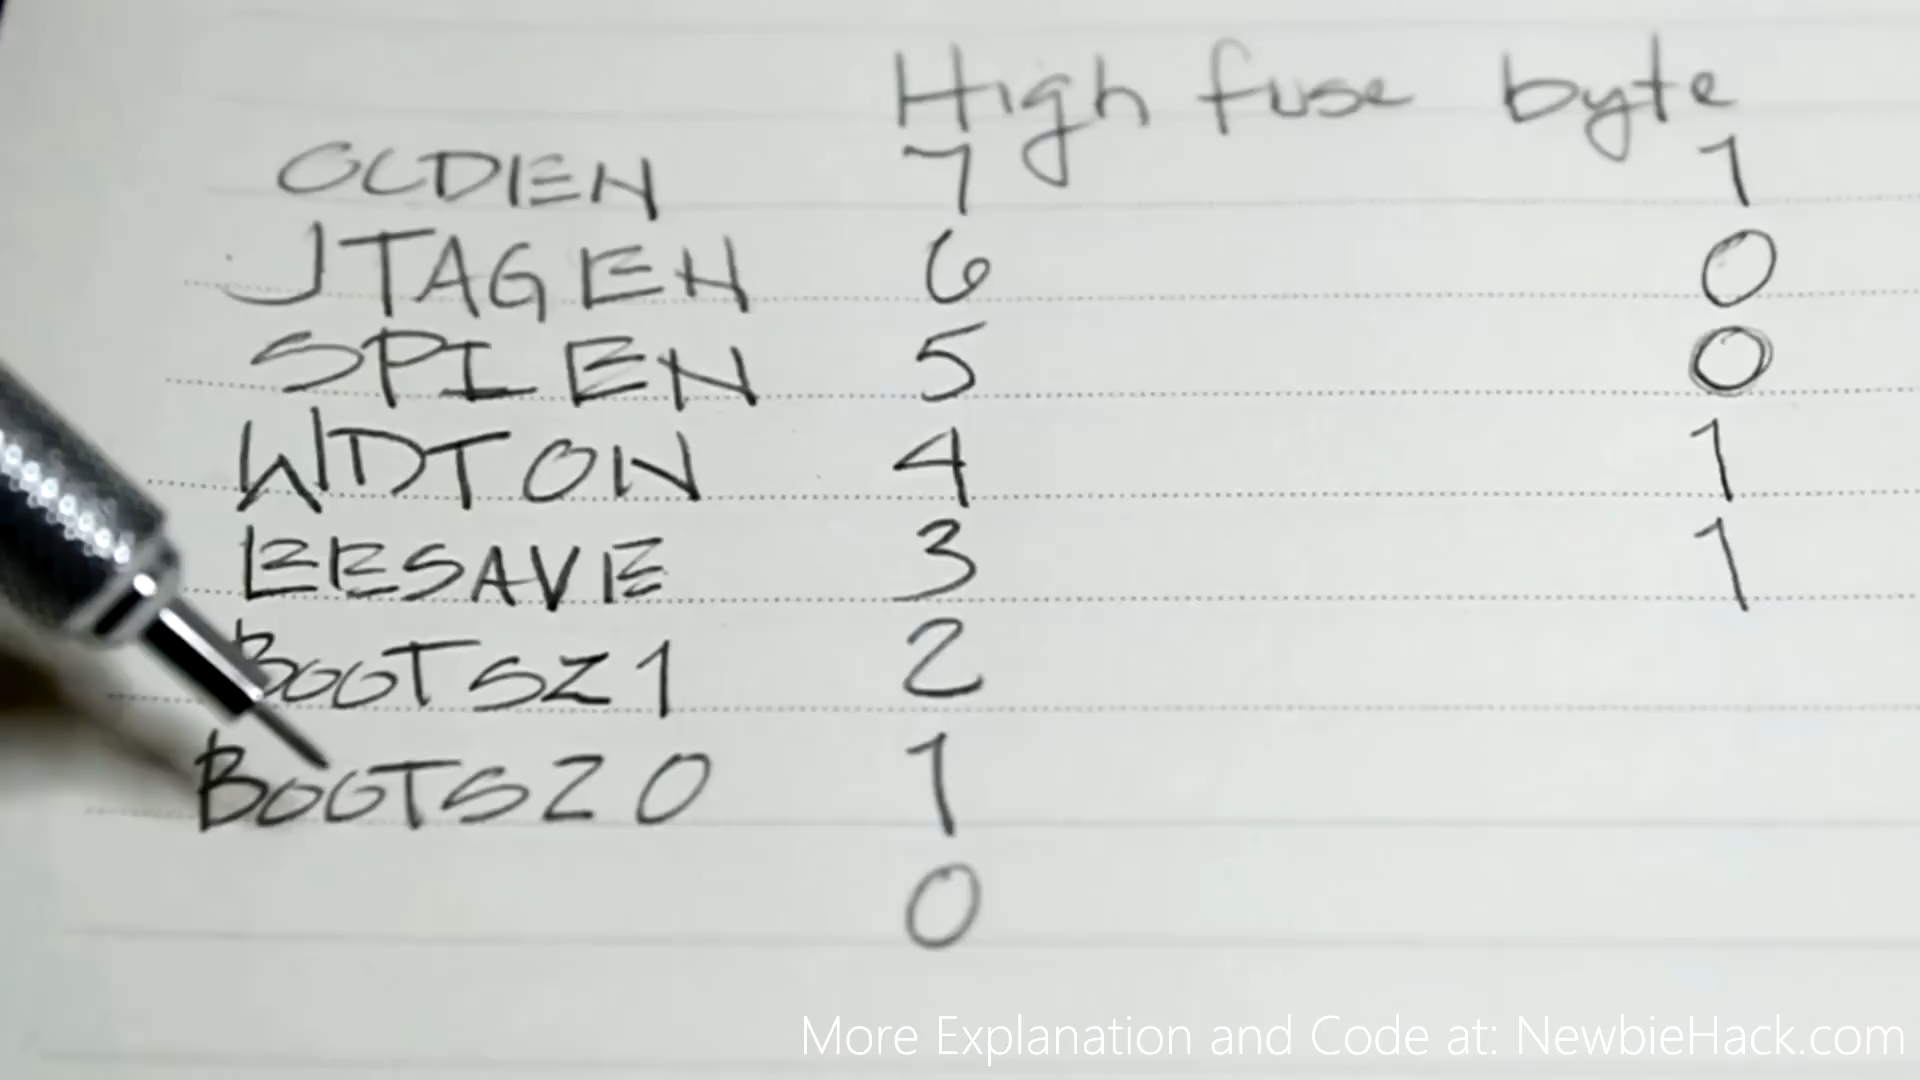 High fuse byte
OCDIEN 7 1
JTAGEN 6 0
SPIEN 5 0
WDTON 4 1
EESAVE 3 1
BOOTSZ1 2
BOOTSZ0 1
0
More Explanation and Code at: NewbieHack.com